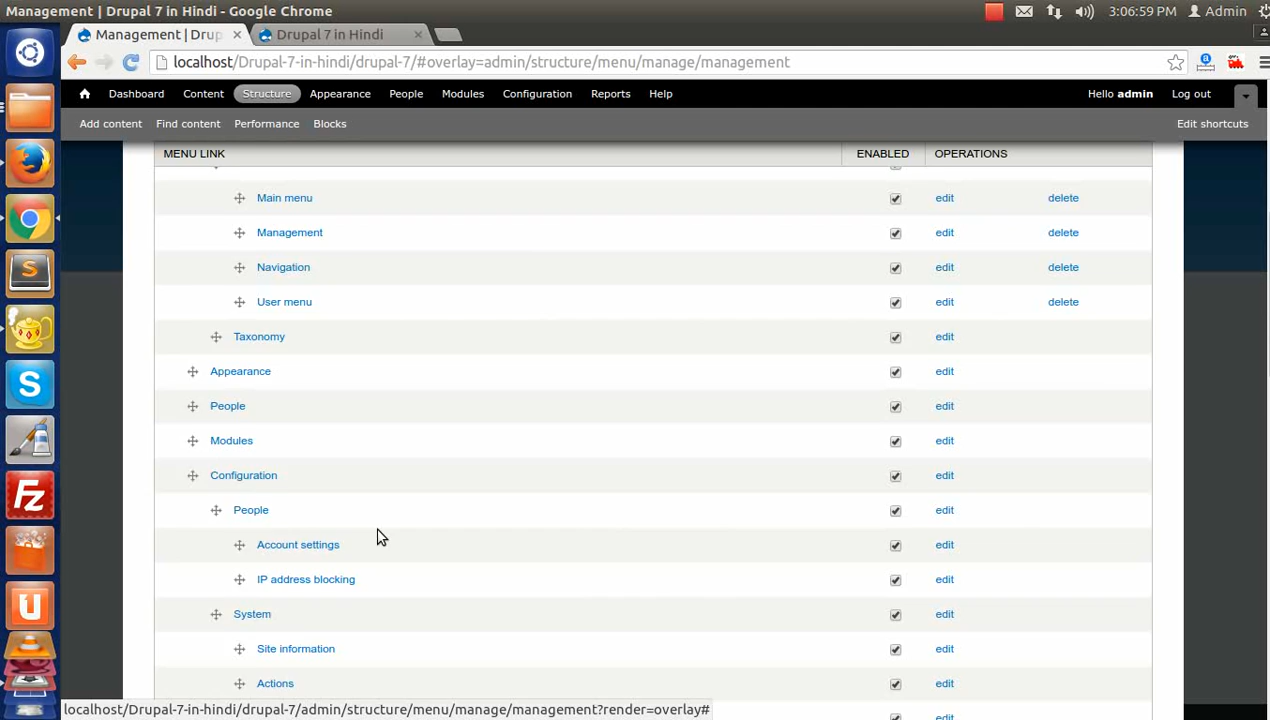 Management | Drupal 7 in Hindi - Google Chrome
3:06:59 PM
Admin
Management | Drup
Drupal 7 in Hindi
localhost/Drupal-7-in-hindi/drupal-7/#overlay=admin/structure/menu/manage/management
Dashboard Content Structure Appearance People Modules Configuration Reports Help
Hello admin Log out
Add content Find content Performance Blocks
Edit shortcuts
MENU LINK ENABLED OPERATIONS
Main menu edit delete
Management edit delete
Navigation edit delete
User menu edit delete
Taxonomy edit
Appearance edit
People edit
Modules edit
Configuration edit
People edit
Account settings edit
IP address blocking edit
System edit
Site information edit
Actions edit
localhost/Drupal-7-in-hindi/drupal-7/admin/structure/menu/manage/management?render=overlay#